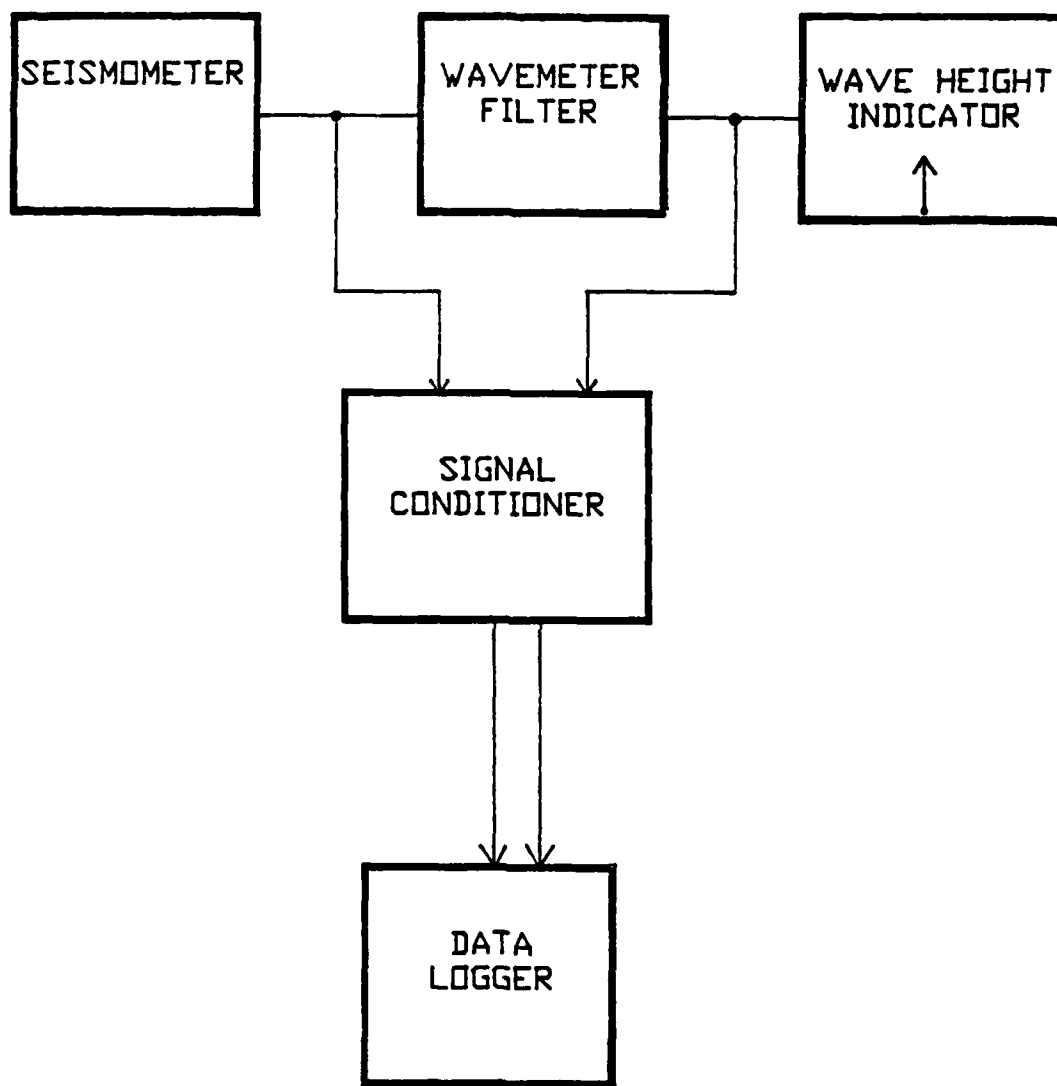 SEISMOMETER
WAVEMETER
FILTER
WAVE HEIGHT
INDICATOR
SIGNAL
CONDITIONER
DATA
LOGGER